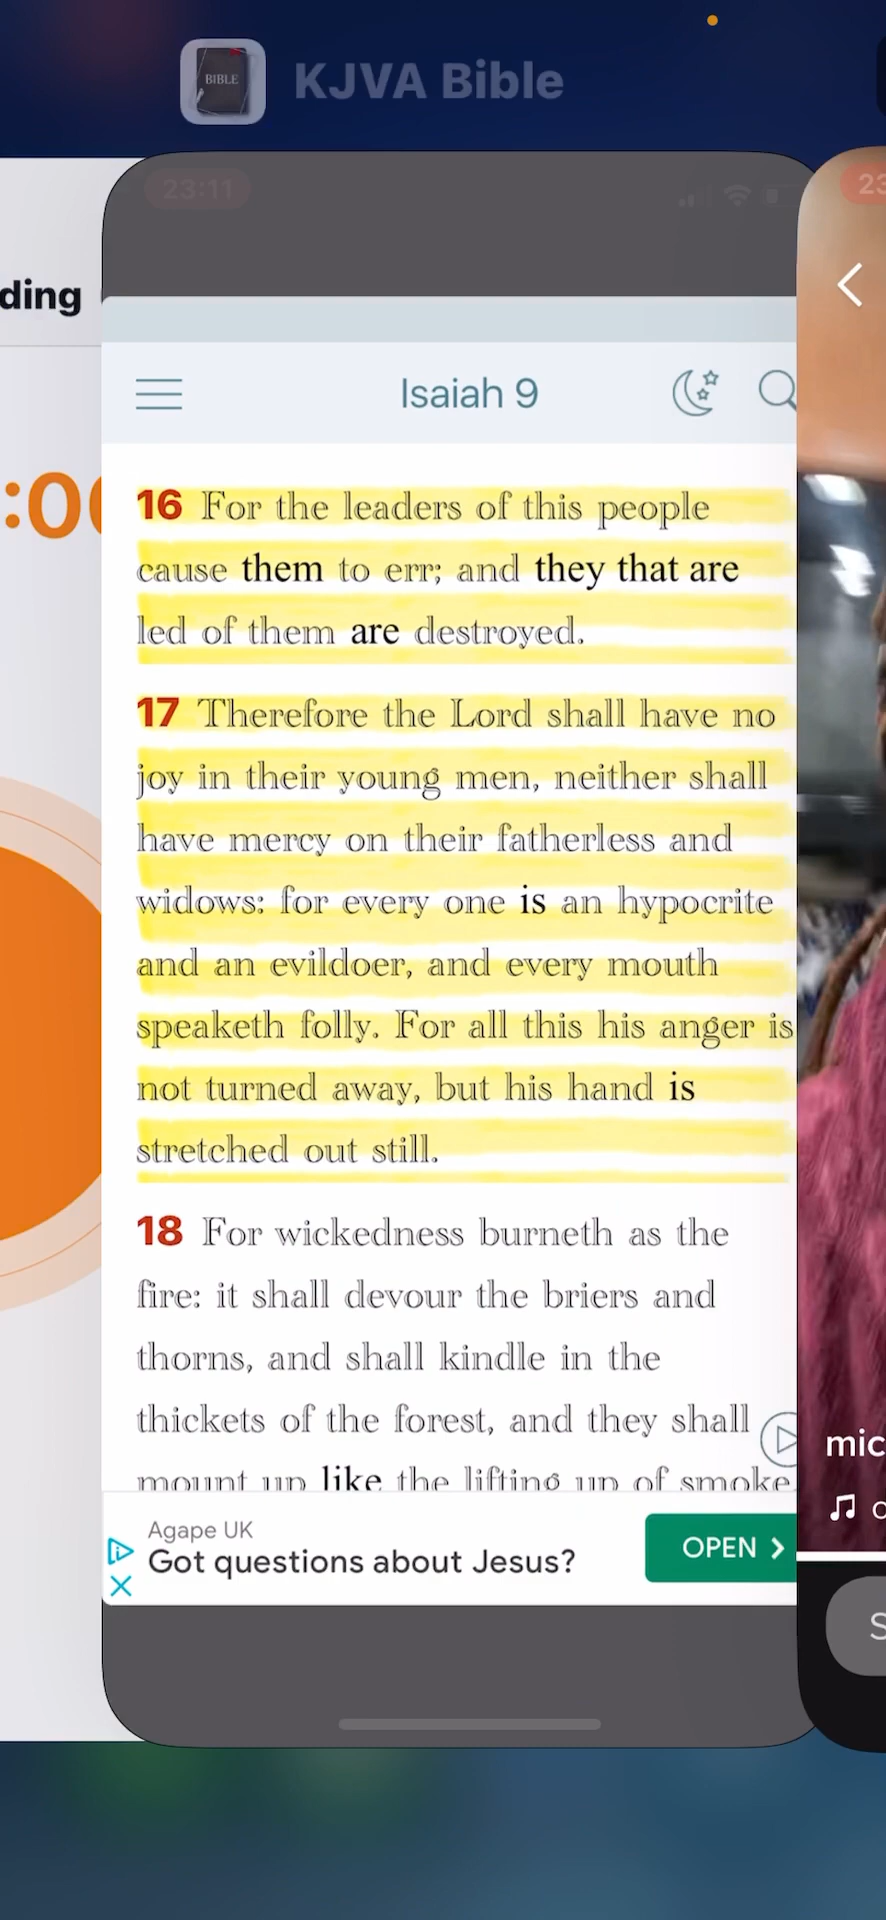 BIBLE
KJVA Bible
23:11
23
ding
Isaiah 9
16 For the leaders of this people
cause them to err; and they that are
led of them are destroyed.
17 Therefore the Lord shall have no
joy in their young men, neither shall
have mercy on their fatherless and
widows: for every one is an hypocrite
and an evildoer, and every mouth
speaketh folly. For all this his anger is
not turned away, but his hand is
stretched out still.
18 For wickedness burneth as the
fire: it shall devour the briers and
thorns, and shall kindle in the
thickets of the forest, and they shall
mount up like the lifting up of smoke.
mic
Agape UK
Got questions about Jesus?
OPEN
S